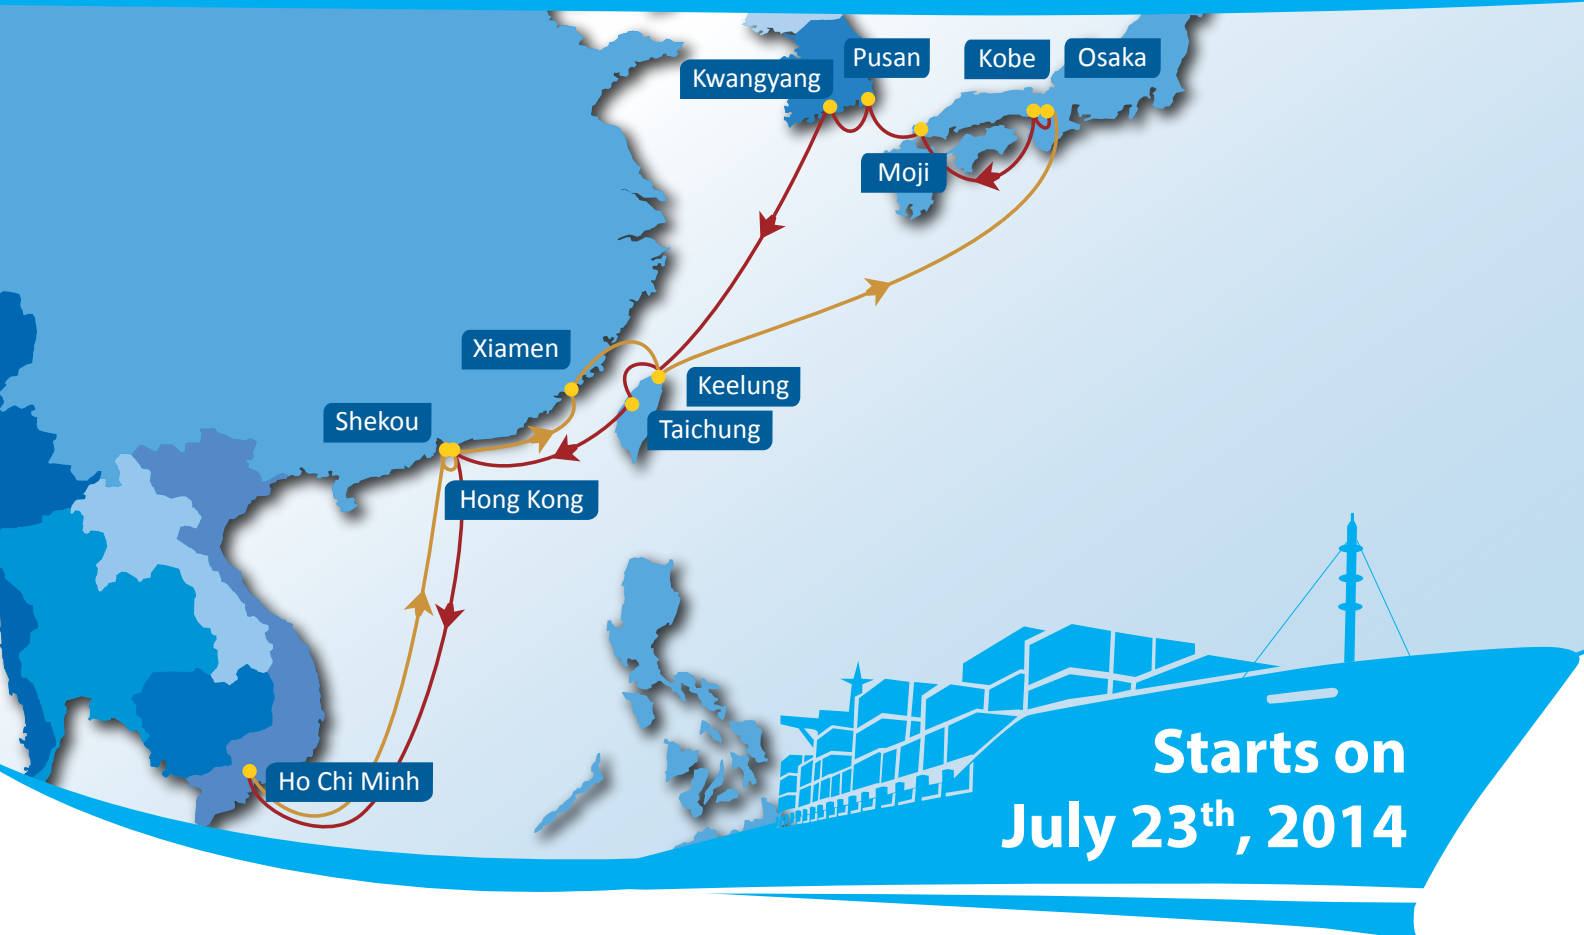 Pusan
Kobe
Osaka
Kwangyang
Moji
Xiamen
Keelung
Shekou
Taichung
Hong Kong
Ho Chi Minh
Starts on
July 23th, 2014